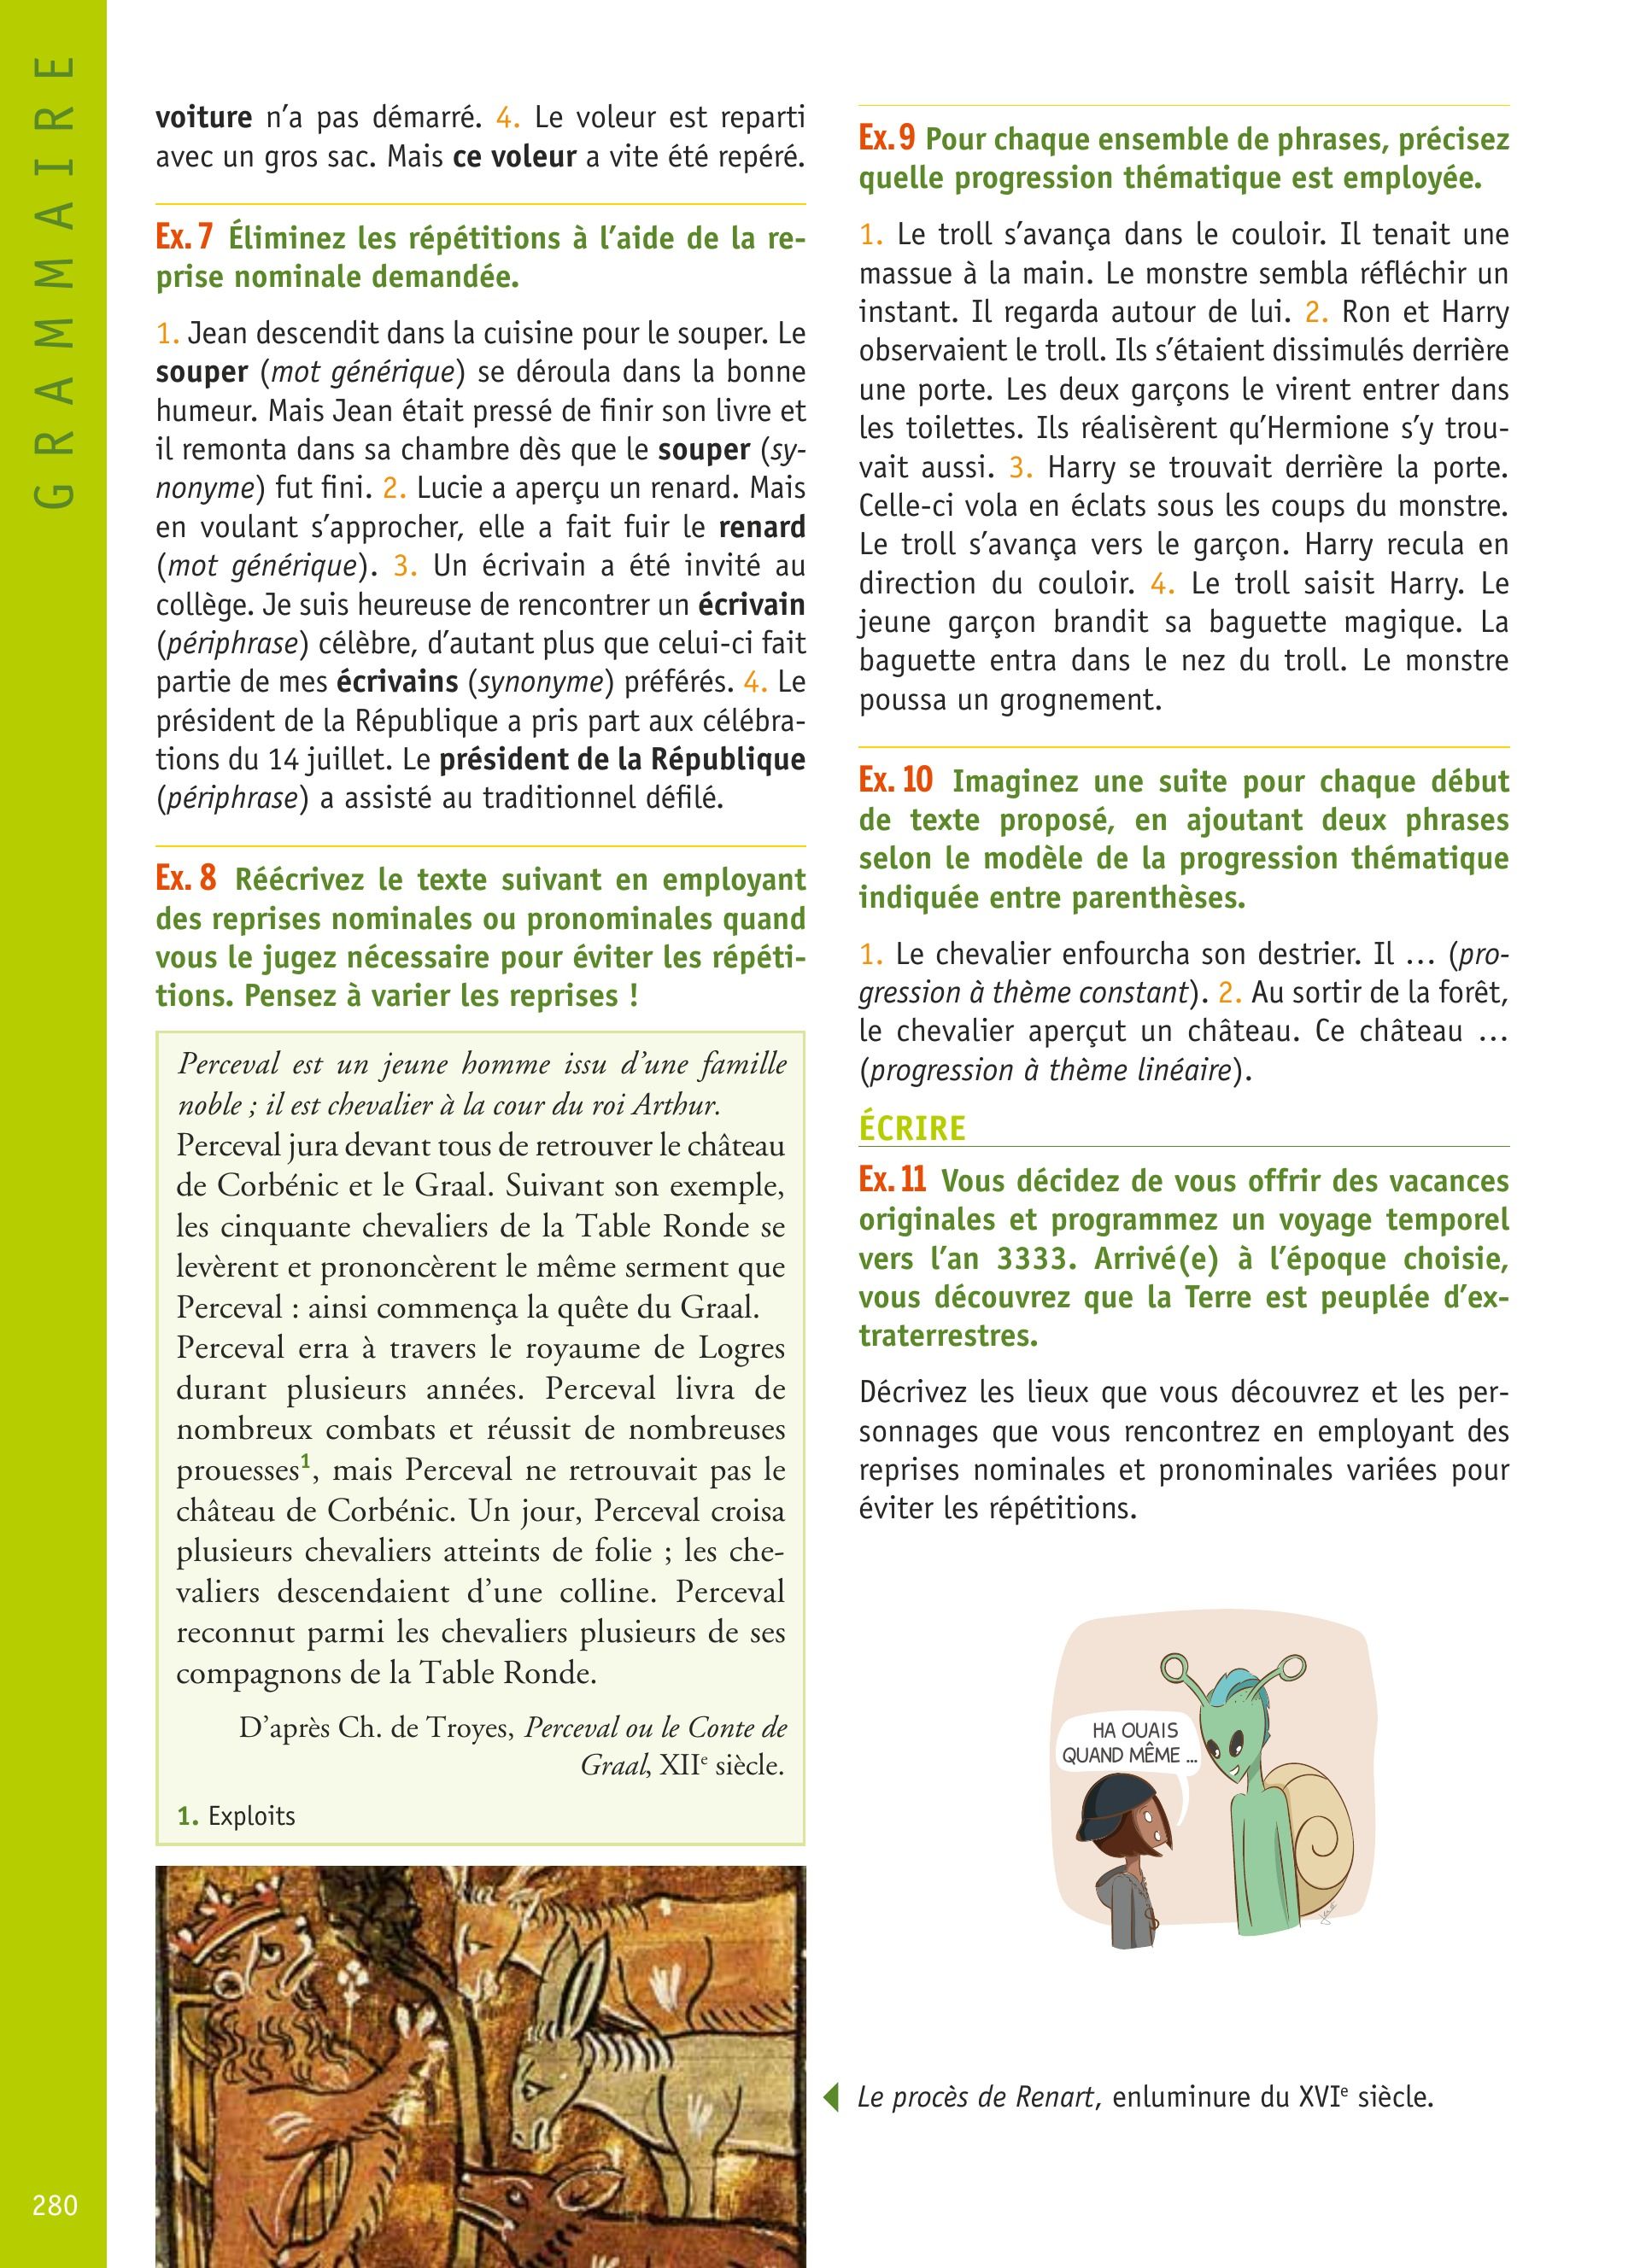 GRAMMAIRE
voiture n’a pas démarré. 4. Le voleur est reparti
avec un gros sac. Mais ce voleur a vite été repéré.
Ex. 7 Éliminez les répétitions à l’aide de la re-
prise nominale demandée.
1. Jean descendit dans la cuisine pour le souper. Le
souper (mot générique) se déroula dans la bonne
humeur. Mais Jean était pressé de finir son livre et
il remonta dans sa chambre dès que le souper (sy-
nonyme) fut fini. 2. Lucie a aperçu un renard. Mais
en voulant s’approcher, elle a fait fuir le renard
(mot générique). 3. Un écrivain a été invité au
collège. Je suis heureuse de rencontrer un écrivain
(périphrase) célèbre, d’autant plus que celui-ci fait
partie de mes écrivains (synonyme) préférés. 4. Le
président de la République a pris part aux célébra-
tions du 14 juillet. Le président de la République
(périphrase) a assisté au traditionnel défilé.
Ex. 8 Réécrivez le texte suivant en employant
des reprises nominales ou pronominales quand
vous le jugez nécessaire pour éviter les répéti-
tions. Pensez à varier les reprises !
Perceval est un jeune homme issu d’une famille
noble ; il est chevalier à la cour du roi Arthur.
Perceval jura devant tous de retrouver le château
de Corbénic et le Graal. Suivant son exemple,
les cinquante chevaliers de la Table Ronde se
levèrent et prononcèrent le même serment que
Perceval : ainsi commença la quête du Graal.
Perceval erra à travers le royaume de Logres
durant plusieurs années. Perceval livra de
nombreux combats et réussit de nombreuses
prouesses1, mais Perceval ne retrouvait pas le
château de Corbénic. Un jour, Perceval croisa
plusieurs chevaliers atteints de folie ; les che-
valiers descendaient d’une colline. Perceval
reconnut parmi les chevaliers plusieurs de ses
compagnons de la Table Ronde.
D’après Ch. de Troyes, Perceval ou le Conte de
Graal, XIIe siècle.
1. Exploits
Ex. 9 Pour chaque ensemble de phrases, précisez
quelle progression thématique est employée.
1. Le troll s’avança dans le couloir. Il tenait une
massue à la main. Le monstre sembla réfléchir un
instant. Il regarda autour de lui. 2. Ron et Harry
observaient le troll. Ils s’étaient dissimulés derrière
une porte. Les deux garçons le virent entrer dans
les toilettes. Ils réalisèrent qu’Hermione s’y trou-
vait aussi. 3. Harry se trouvait derrière la porte.
Celle-ci vola en éclats sous les coups du monstre.
Le troll s’avança vers le garçon. Harry recula en
direction du couloir. 4. Le troll saisit Harry. Le
jeune garçon brandit sa baguette magique. La
baguette entra dans le nez du troll. Le monstre
poussa un grognement.
Ex. 10 Imaginez une suite pour chaque début
de texte proposé, en ajoutant deux phrases
selon le modèle de la progression thématique
indiquée entre parenthèses.
1. Le chevalier enfourcha son destrier. Il … (pro-
gression à thème constant). 2. Au sortir de la forêt,
le chevalier aperçut un château. Ce château …
(progression à thème linéaire).
ÉCRIRE
Ex. 11 Vous décidez de vous offrir des vacances
originales et programmez un voyage temporel
vers l’an 3333. Arrivé(e) à l’époque choisie,
vous découvrez que la Terre est peuplée d’ex-
traterrestres.
Décrivez les lieux que vous découvrez et les per-
sonnages que vous rencontrez en employant des
reprises nominales et pronominales variées pour
éviter les répétitions.
HA OUAIS
QUAND MÊME ...
Le procès de Renart, enluminure du XVIe siècle.
280